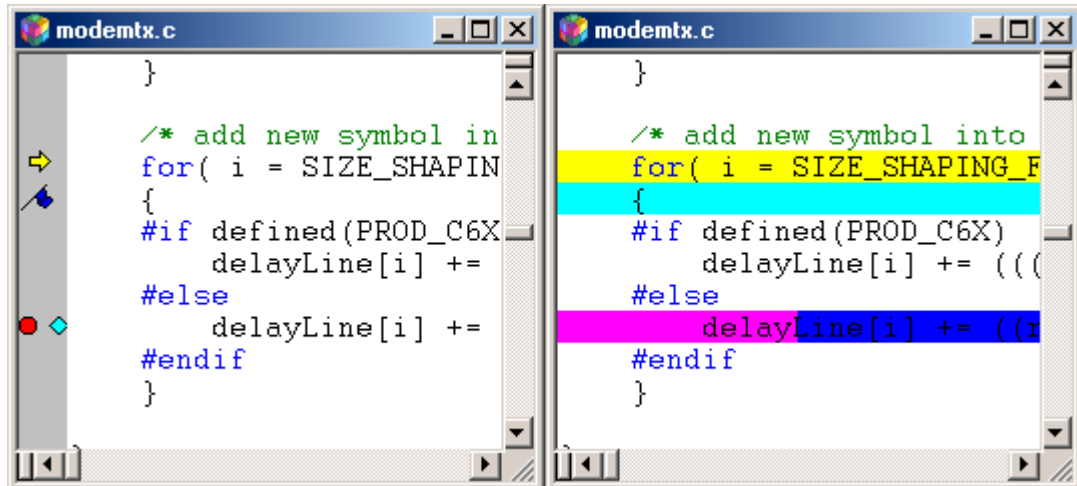 modemtx.c
}
/* add new symbol in
for( i = SIZE_SHAPIN
{
#if defined(PROD_C6X
delayLine[i] +=
#else
delayLine[i] +=
#endif
}
modemtx.c
}
/* add new symbol into
for( i = SIZE_SHAPING_F
{
#if defined(PROD_C6X)
delayLine[i] += (((
#else
delayLine[i] += ((r
#endif
}